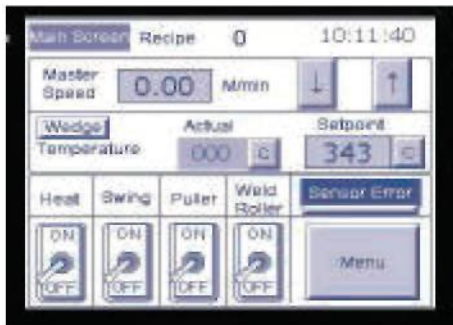 Main Screen Recipe 0 10:11:40
Master Speed 0.00 M/min ↓ ↑
Wedge Actual Setpoint
Temperature 000 C 343 C
Heat Swing Puller Weld Roller Sensor Error
ON ON ON ON
Menu
OFF OFF OFF OFF